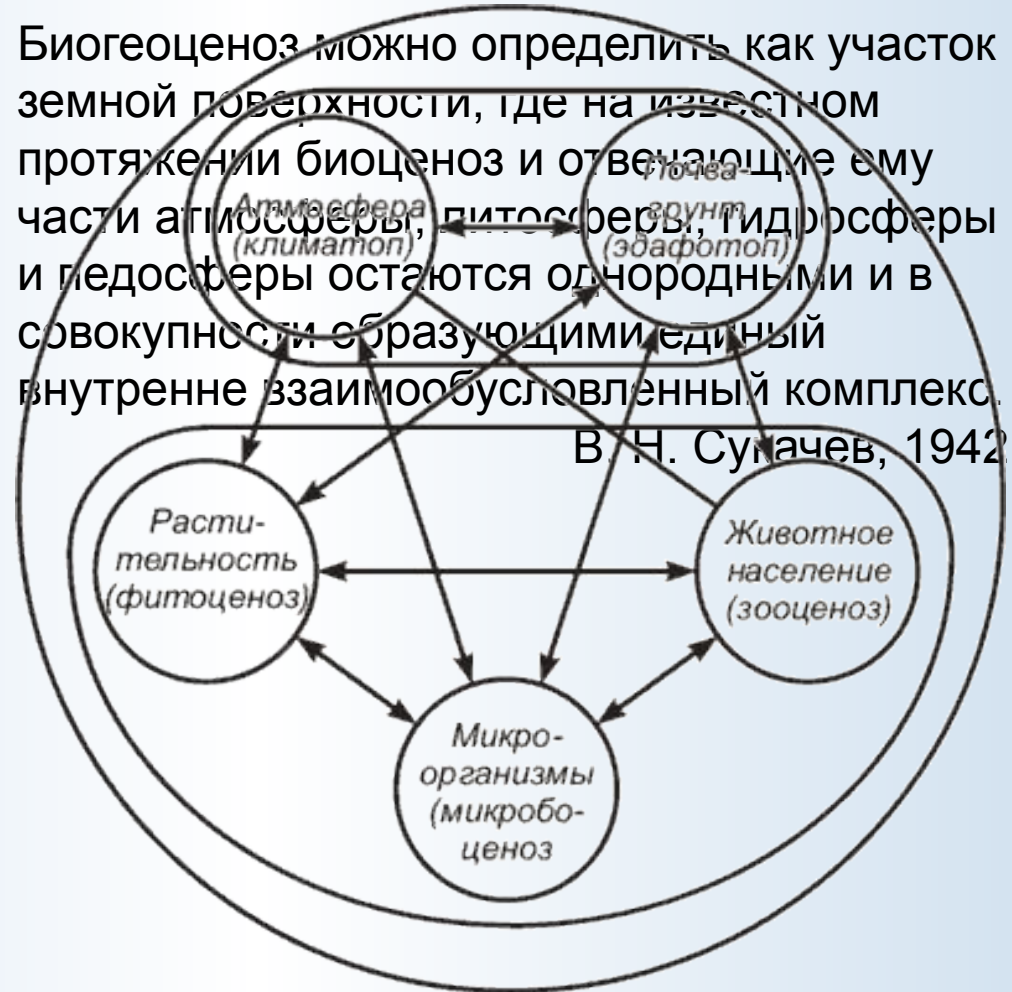 Биогеоценоз можно определить как участок
земной поверхности, где на известном
протяжении биоценоз и отвечающие ему
части атмосферы, литосферы, гидросферы
и педосферы остаются однородными и в
совокупности образующими единый
внутренне взаимообусловленный комплекс.
В. Н. Сукачев, 1942
Атмосфера
(климатоп)
Почва-
грунт
(эдафотоп)
Расти-
тельность
(фитоценоз)
Животное
население
(зооценоз)
Микро-
организмы
(микробо-
ценоз